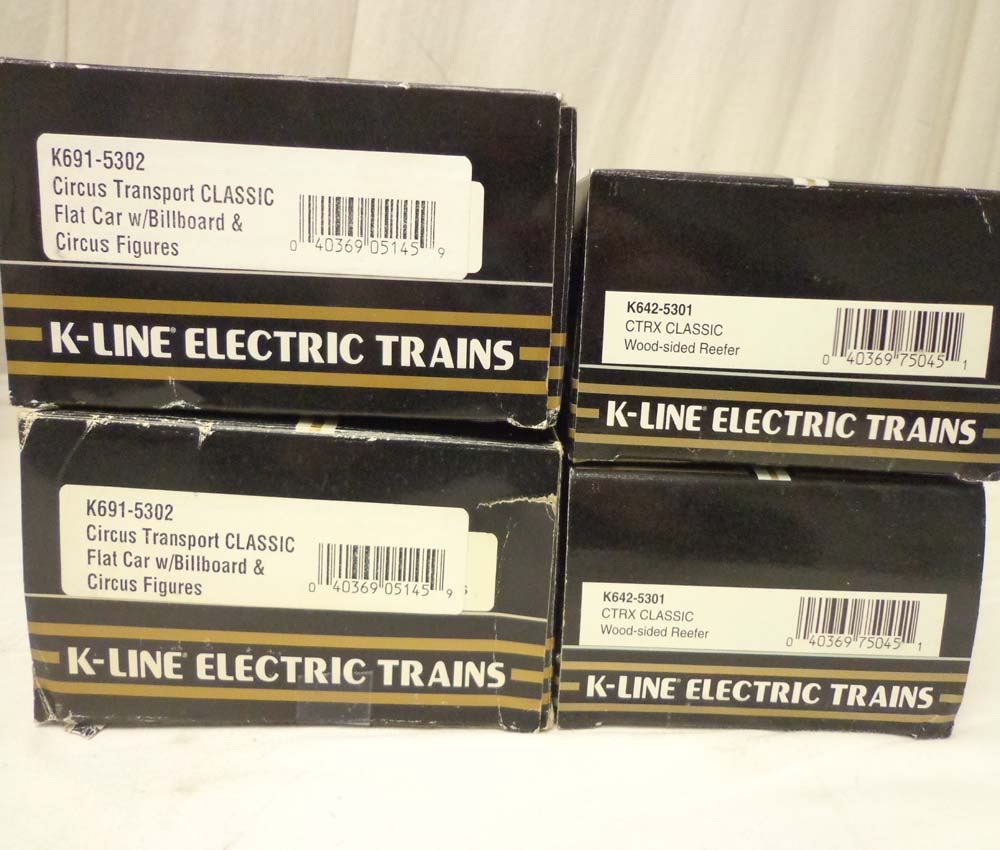 K691-5302
Circus Transport CLASSIC
Flat Car w/Billboard &
Circus Figures
0 40369 05145 9
K-LINE® ELECTRIC TRAINS
K642-5301
CTRX CLASSIC
Wood-sided Reefer
0 40369 75045 1
K-LINE® ELECTRIC TRAINS
K691-5302
Circus Transport CLASSIC
Flat Car w/Billboard &
Circus Figures
0 40369 05145 9
K-LINE® ELECTRIC TRAINS
K642-5301
CTRX CLASSIC
Wood-sided Reefer
0 40369 75045 1
K-LINE® ELECTRIC TRAINS